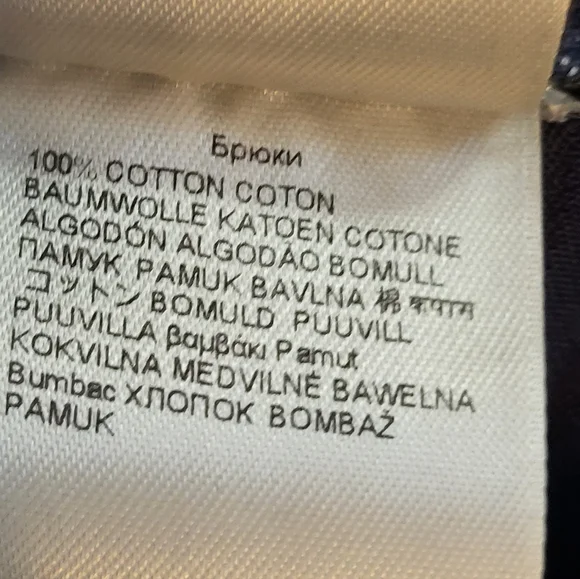 Брюки
100% COTTON COTON
BAUMWOLLE KATOEN COTONE
ALGODÓN ALGODÃO BOMULL
ПАМУК PAMUK BAVLNA 棉 कपास
コットン BOMULD PUUVILL
PUUVILLA βαμβάκι Pamut
KOKVILNA MEDVILNĖ BAWEŁNA
Bumbac ХЛОПОК BOMBAŽ
PAMUK